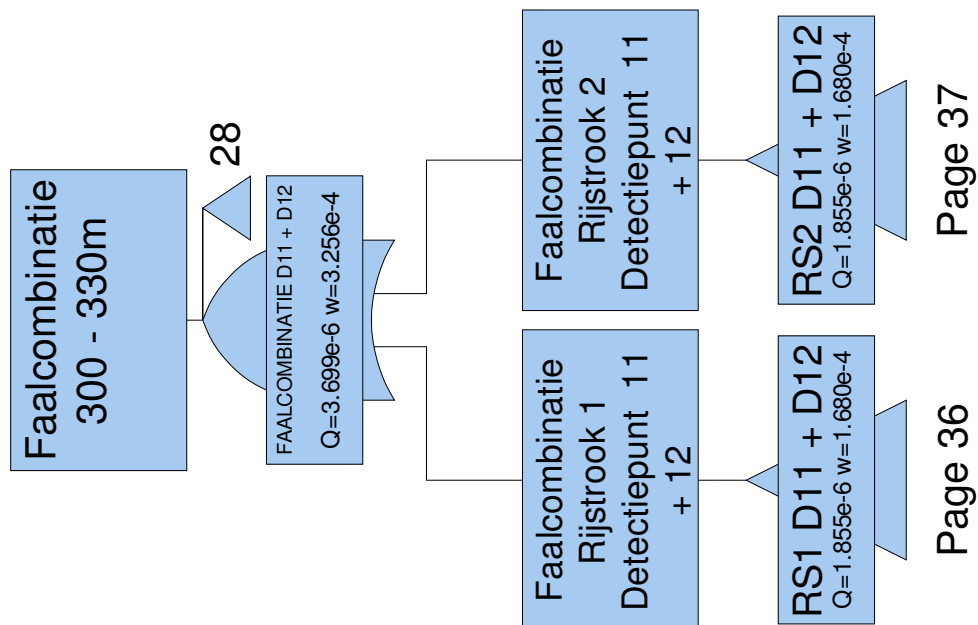 Faalcombinatie
300 - 330m
28
FAALCOMBINATIE D11 + D12
Q=3.699e-6 w=3.256e-4
Faalcombinatie
Rijstrook 1
Detectiepunt 11
+ 12
RS1 D11 + D12
Q=1.855e-6 w=1.680e-4
Page 36
Faalcombinatie
Rijstrook 2
Detectiepunt 11
+ 12
RS2 D11 + D12
Q=1.855e-6 w=1.680e-4
Page 37